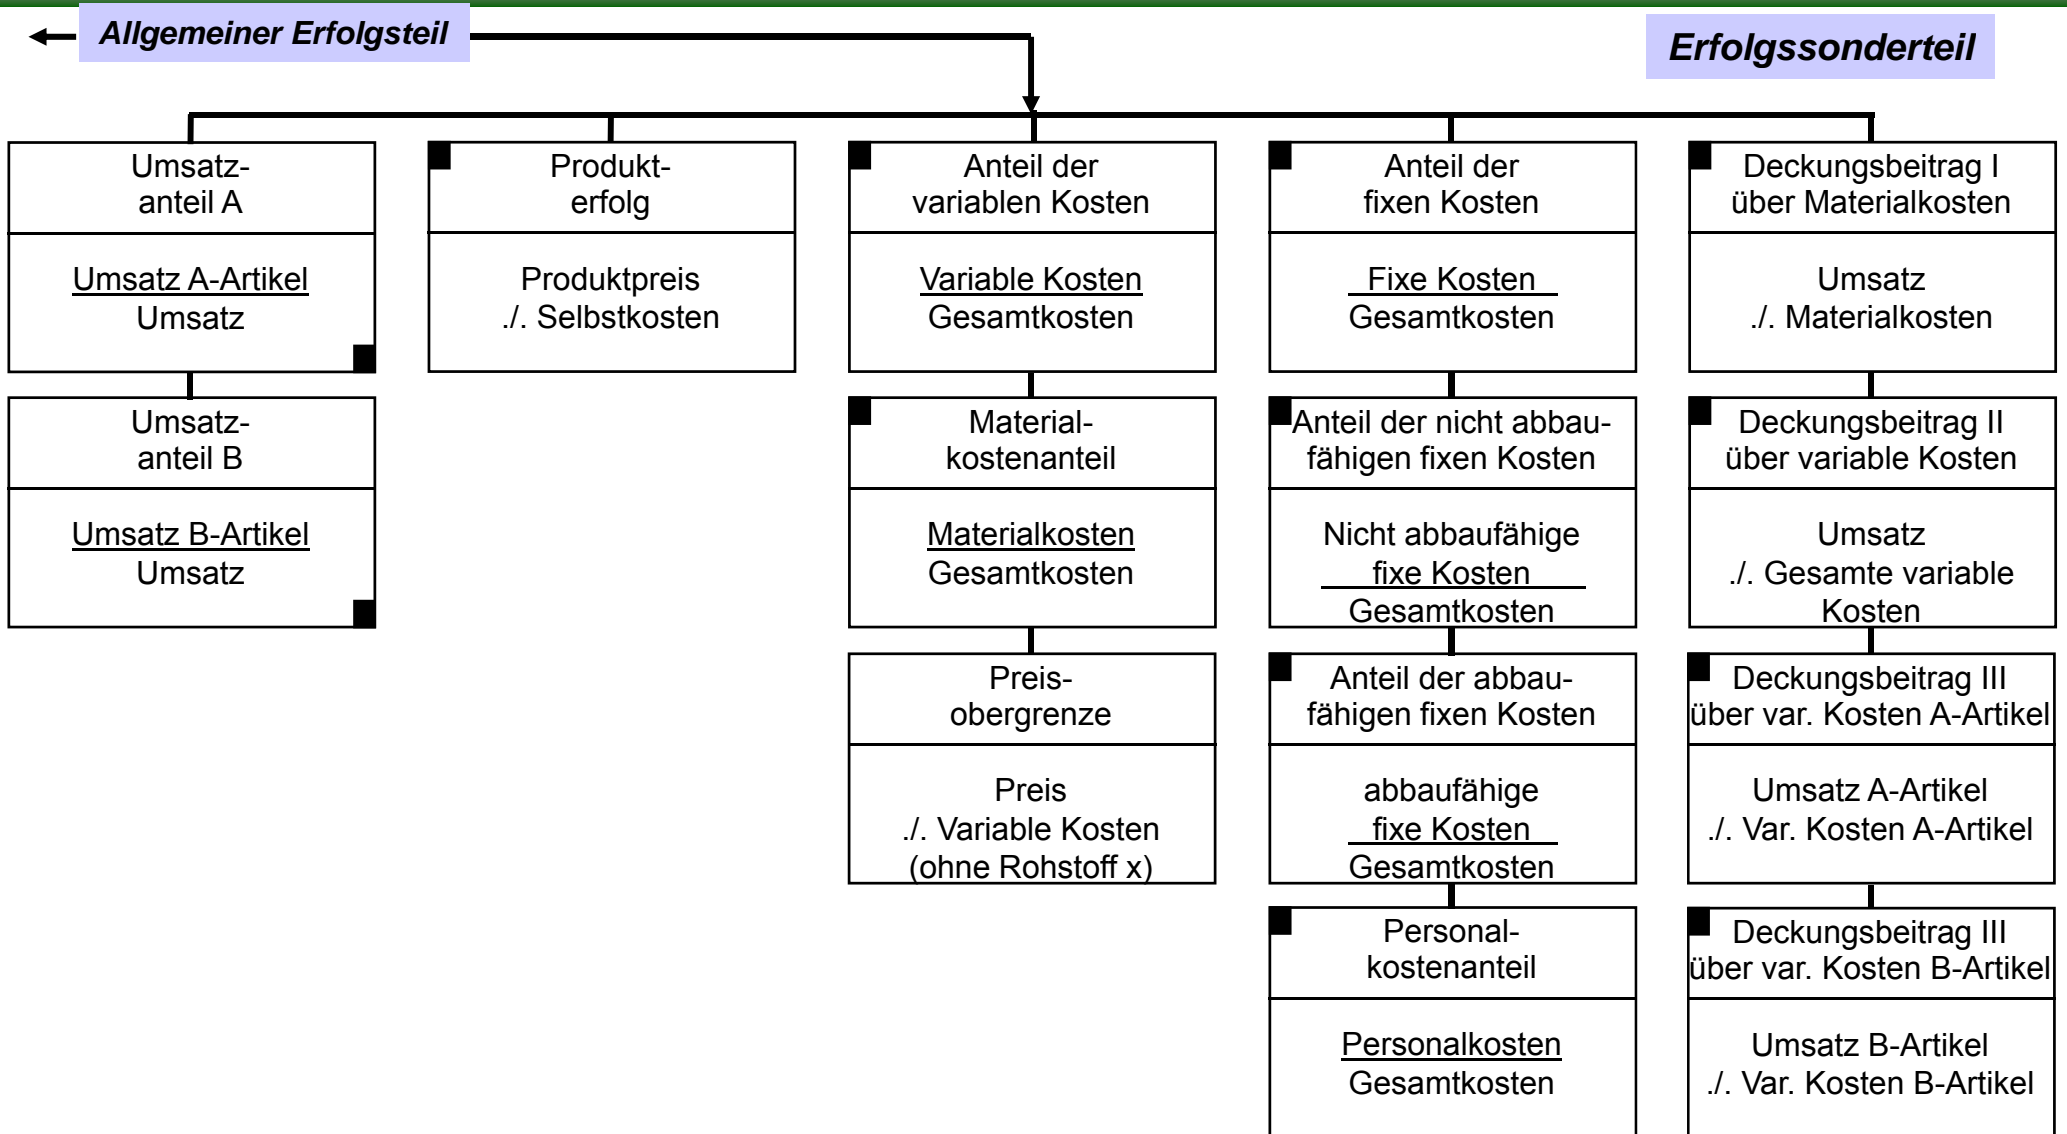 Allgemeiner Erfolgsteil
Erfolgssonderteil
Umsatz-
anteil A
Umsatz A-Artikel
Umsatz
Umsatz-
anteil B
Umsatz B-Artikel
Umsatz
Produkt-
erfolg
Produktpreis
./. Selbstkosten
Anteil der
variablen Kosten
Variable Kosten
Gesamtkosten
Material-
kostenanteil
Materialkosten
Gesamtkosten
Preis-
obergrenze
Preis
./. Variable Kosten
(ohne Rohstoff x)
Anteil der
fixen Kosten
Fixe Kosten
Gesamtkosten
Anteil der nicht abbau-
fähigen fixen Kosten
Nicht abbaufähige
fixe Kosten
Gesamtkosten
Anteil der abbau-
fähigen fixen Kosten
abbaufähige
fixe Kosten
Gesamtkosten
Personal-
kostenanteil
Personalkosten
Gesamtkosten
Deckungsbeitrag I
über Materialkosten
Umsatz
./. Materialkosten
Deckungsbeitrag II
über variable Kosten
Umsatz
./. Gesamte variable
Kosten
Deckungsbeitrag III
über var. Kosten A-Artikel
Umsatz A-Artikel
./. Var. Kosten A-Artikel
Deckungsbeitrag III
über var. Kosten B-Artikel
Umsatz B-Artikel
./. Var. Kosten B-Artikel